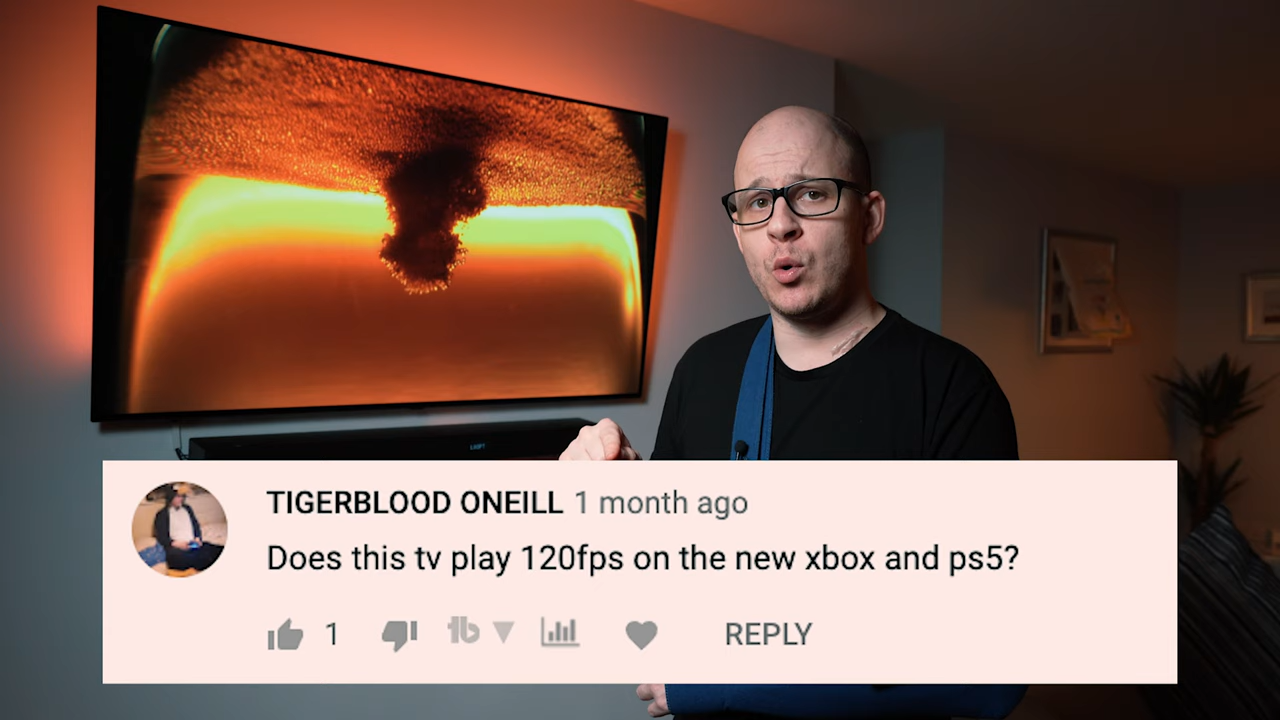 TIGERBLOOD ONEILL 1 month ago
Does this tv play 120fps on the new xbox and ps5?
1
REPLY